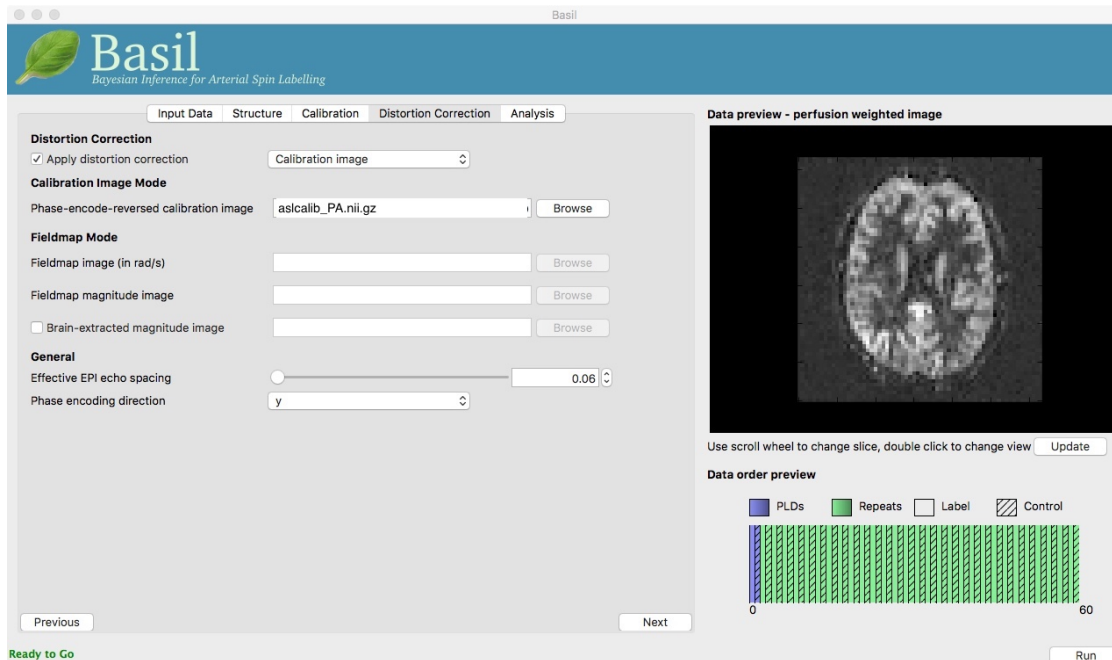 Basil
Basil
Bayesian Inference for Arterial Spin Labelling
Input Data Structure Calibration Distortion Correction Analysis
Distortion Correction
Apply distortion correction Calibration image
Calibration Image Mode
Phase-encode-reversed calibration image aslcalib_PA.nii.gz Browse
Fieldmap Mode
Fieldmap image (in rad/s) Browse
Fieldmap magnitude image Browse
Brain-extracted magnitude image Browse
General
Effective EPI echo spacing 0.06
Phase encoding direction y
Previous Next
Ready to Go
Data preview - perfusion weighted image
Use scroll wheel to change slice, double click to change view Update
Data order preview
PLDs Repeats Label Control
0 60
Run